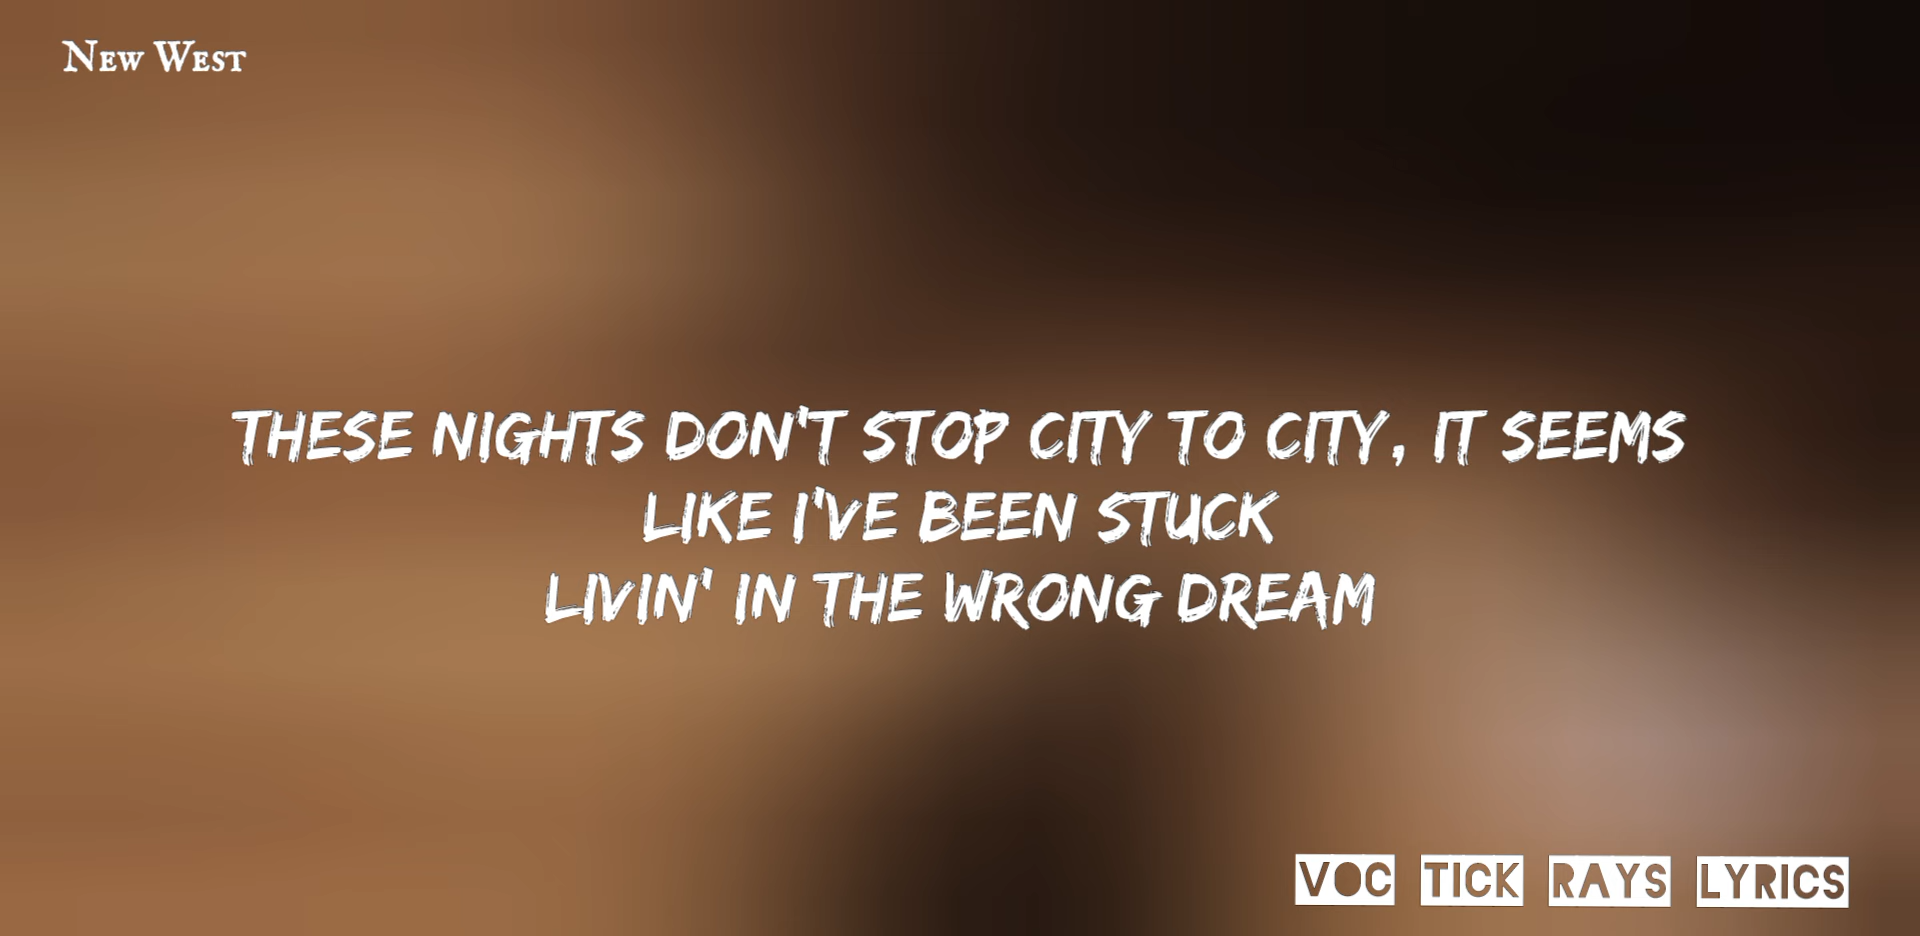 New West
THESE NIGHTS DON'T STOP CITY TO CITY, IT SEEMS
LIKE I'VE BEEN STUCK
LIVIN' IN THE WRONG DREAM
VOC TICK RAYS LYRICS